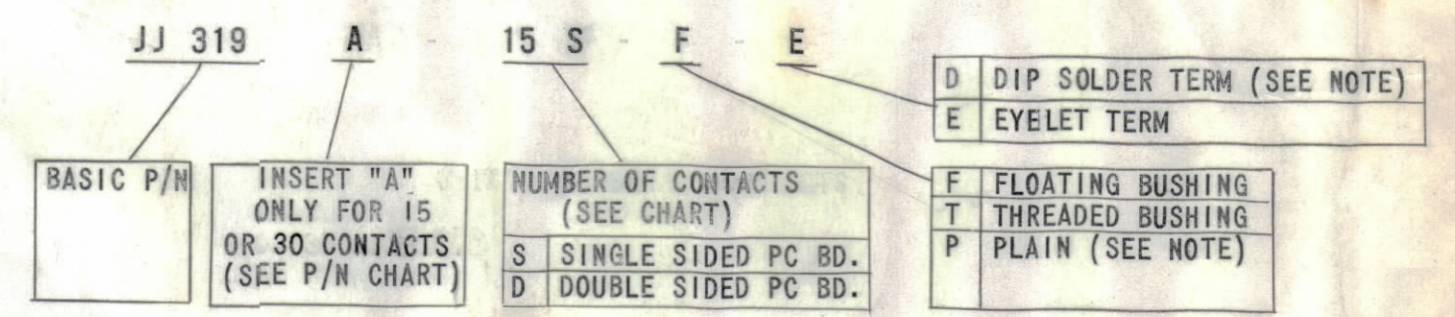 JJ 319 A - 15 S - F - E
D DIP SOLDER TERM (SEE NOTE)
E EYELET TERM
BASIC P/N
INSERT "A"
ONLY FOR 15
OR 30 CONTACTS
(SEE P/N CHART)
NUMBER OF CONTACTS
(SEE CHART)
S SINGLE SIDED PC BD.
D DOUBLE SIDED PC BD.
F FLOATING BUSHING
T THREADED BUSHING
P PLAIN (SEE NOTE)